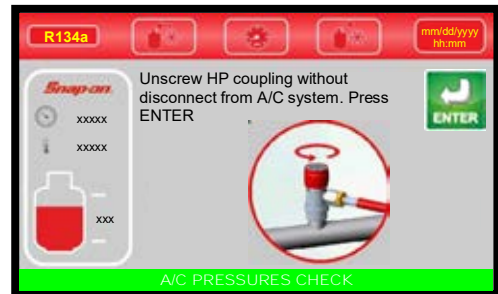 R134a
mm/dd/yyyy
hh:mm
Snap-on
xxxxx
xxxxx
xxx
Unscrew HP coupling without
disconnect from A/C system. Press
ENTER
ENTER
A/C PRESSURES CHECK